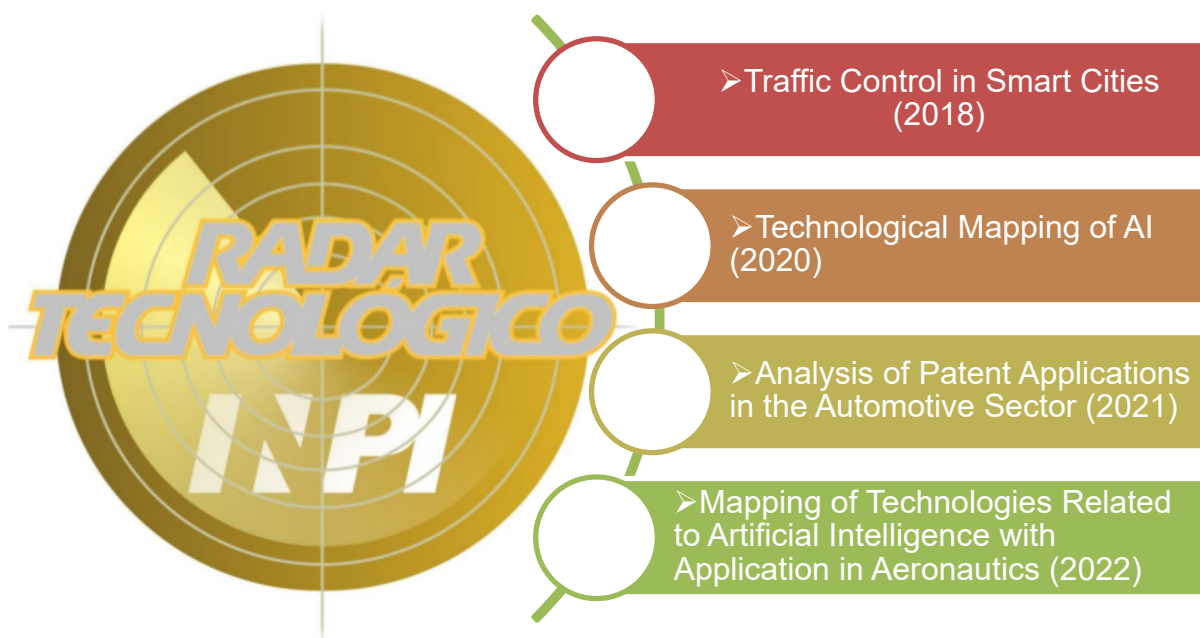 RADAR
TECNOLÓGICO
INPI
➢Traffic Control in Smart Cities
(2018)
➢Technological Mapping of AI
(2020)
➢Analysis of Patent Applications
in the Automotive Sector (2021)
➢Mapping of Technologies Related
to Artificial Intelligence with
Application in Aeronautics (2022)